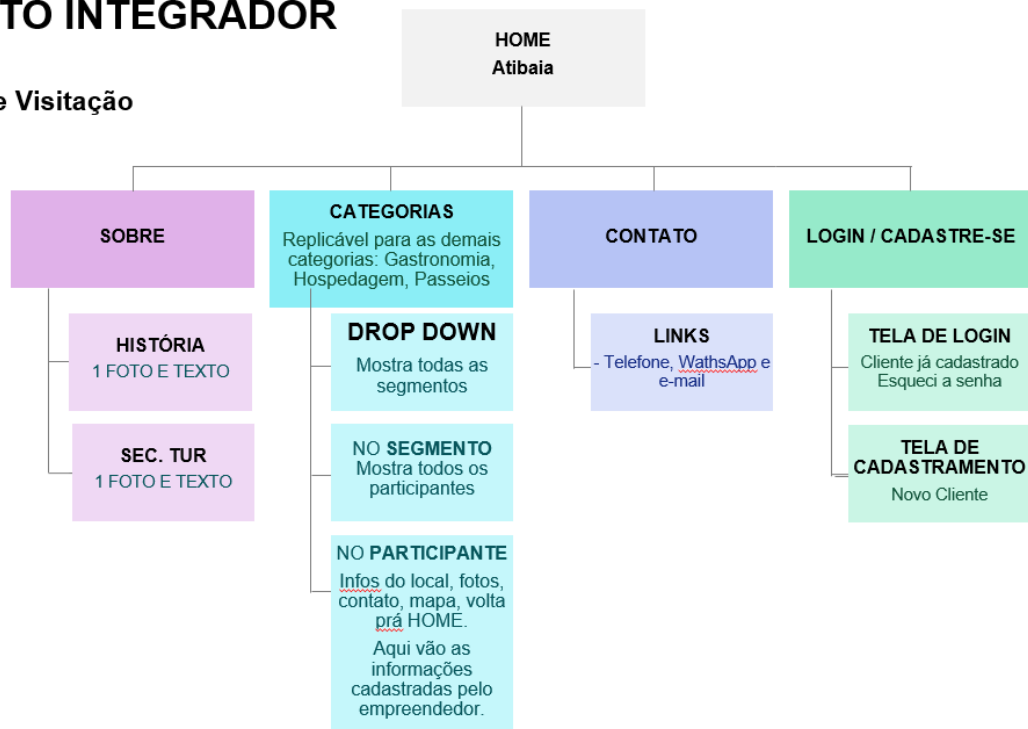 TO INTEGRADOR
e Visitação
HOME
Atibaia
SOBRE
HISTÓRIA
1 FOTO E TEXTO
SEC. TUR
1 FOTO E TEXTO
CATEGORIAS
Replicável para as demais
categorias: Gastronomia,
Hospedagem, Passeios
DROP DOWN
Mostra todas as
segmentos
NO SEGMENTO
Mostra todos os
participantes
NO PARTICIPANTE
Infos do local, fotos,
contato, mapa, volta
prá HOME.
Aqui vão as
informações
cadastradas pelo
empreendedor.
CONTATO
LINKS
- Telefone, WathsApp e
e-mail
LOGIN / CADASTRE-SE
TELA DE LOGIN
Cliente já cadastrado
Esqueci a senha
TELA DE
CADASTRAMENTO
Novo Cliente